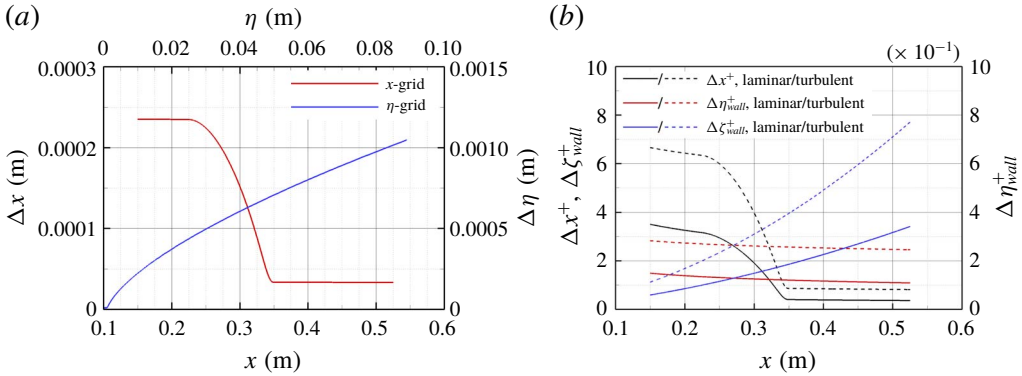 (a)
η (m)
0 0.02 0.04 0.06 0.08 0.10
0.0003 0.0015
x-grid
η-grid
0.0002 0.0010
Δx (m) Δη (m)
0.0001 0.0005
0 0
0.1 0.2 0.3 0.4 0.5 0.6
x (m)
(b)
(× 10⁻¹)
10 10
/ Δx⁺, laminar/turbulent
8 8
/ Δη⁺wall, laminar/turbulent
/ Δζ⁺wall, laminar/turbulent
6 6
Δx⁺, Δζ⁺wall Δη⁺wall
4 4
2 2
0 0
0.1 0.2 0.3 0.4 0.5 0.6
x (m)